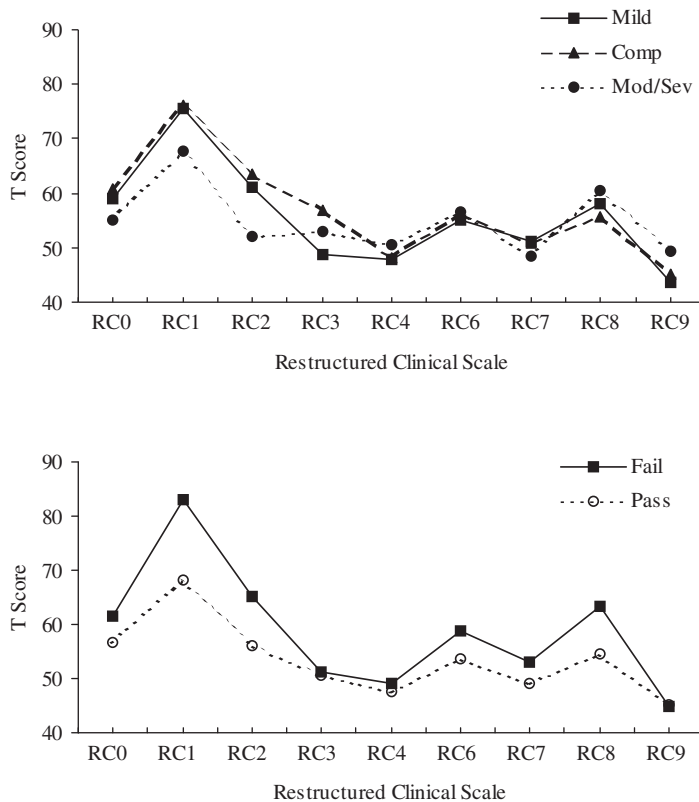 90
80
70
60
50
40
T Score
Mild
Comp
Mod/Sev
RC0 RC1 RC2 RC3 RC4 RC6 RC7 RC8 RC9
Restructured Clinical Scale
90
80
70
60
50
40
T Score
Fail
Pass
RC0 RC1 RC2 RC3 RC4 RC6 RC7 RC8 RC9
Restructured Clinical Scale